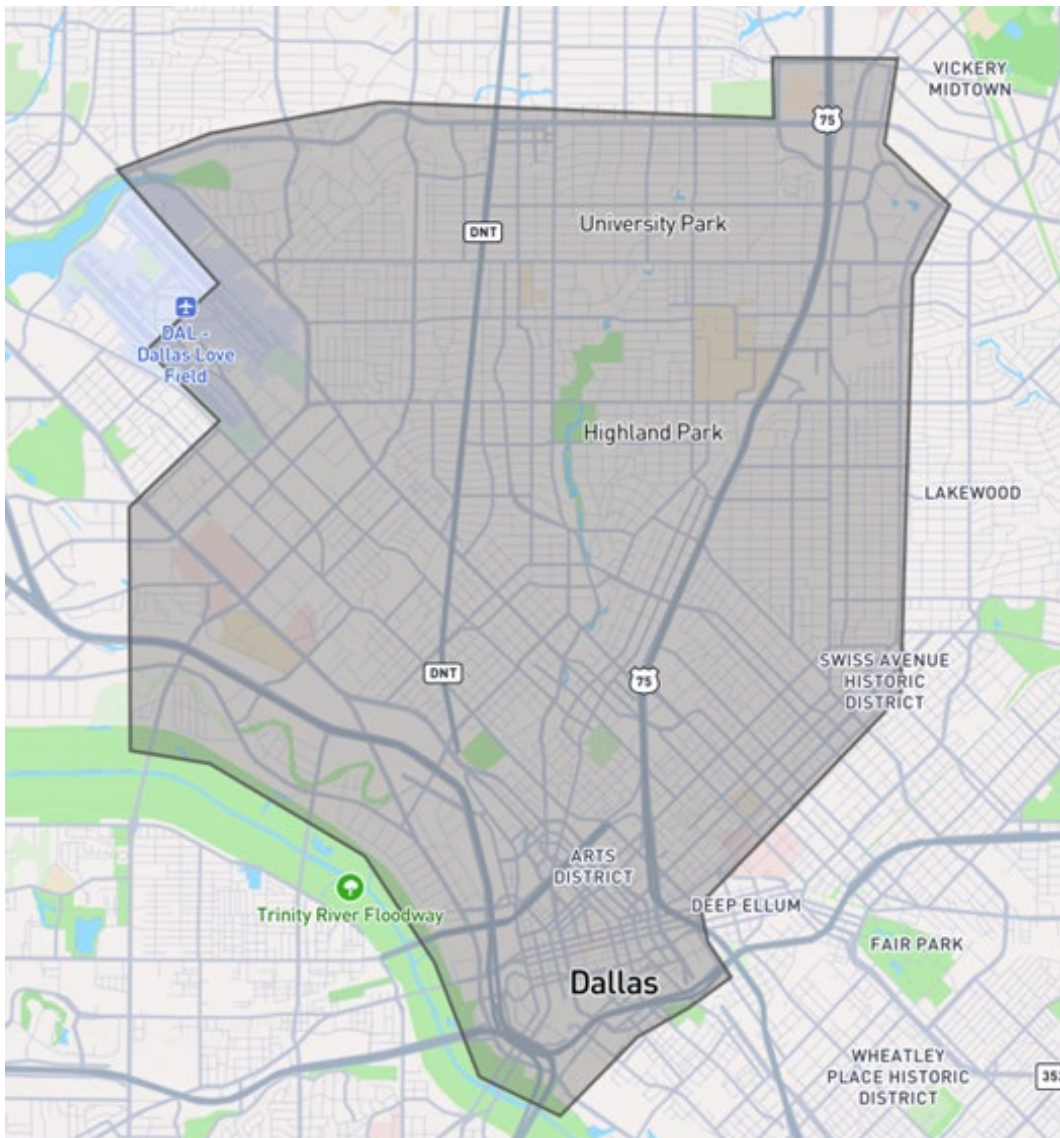 VICKERY
MIDTOWN
75
University Park
DNT
DAL -
Dallas Love
Field
Highland Park
LAKEWOOD
SWISS AVENUE
HISTORIC
DISTRICT
DNT
75
ARTS
DISTRICT
DEEP ELLUM
Trinity River Floodway
FAIR PARK
Dallas
WHEATLEY
PLACE HISTORIC
DISTRICT